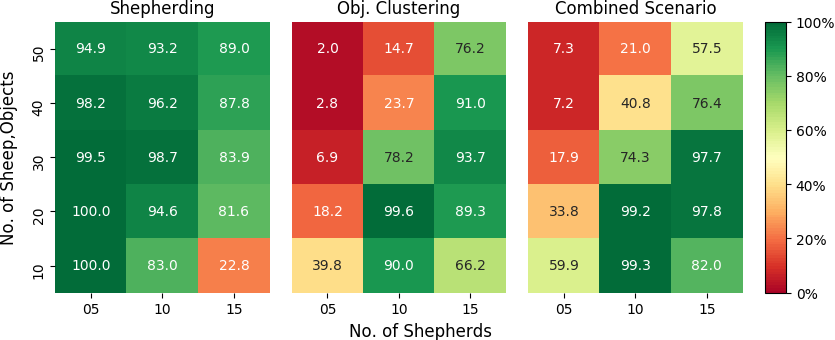 Shepherding Obj. Clustering Combined Scenario
No. of Sheep,Objects
50 94.9 93.2 89.0 2.0 14.7 76.2 7.3 21.0 57.5 100%
40 98.2 96.2 87.8 2.8 23.7 91.0 7.2 40.8 76.4 80%
30 99.5 98.7 83.9 6.9 78.2 93.7 17.9 74.3 97.7 60%
20 100.0 94.6 81.6 18.2 99.6 89.3 33.8 99.2 97.8 40%
10 100.0 83.0 22.8 39.8 90.0 66.2 59.9 99.3 82.0 20%
0%
05 10 15 05 10 15 05 10 15
No. of Shepherds